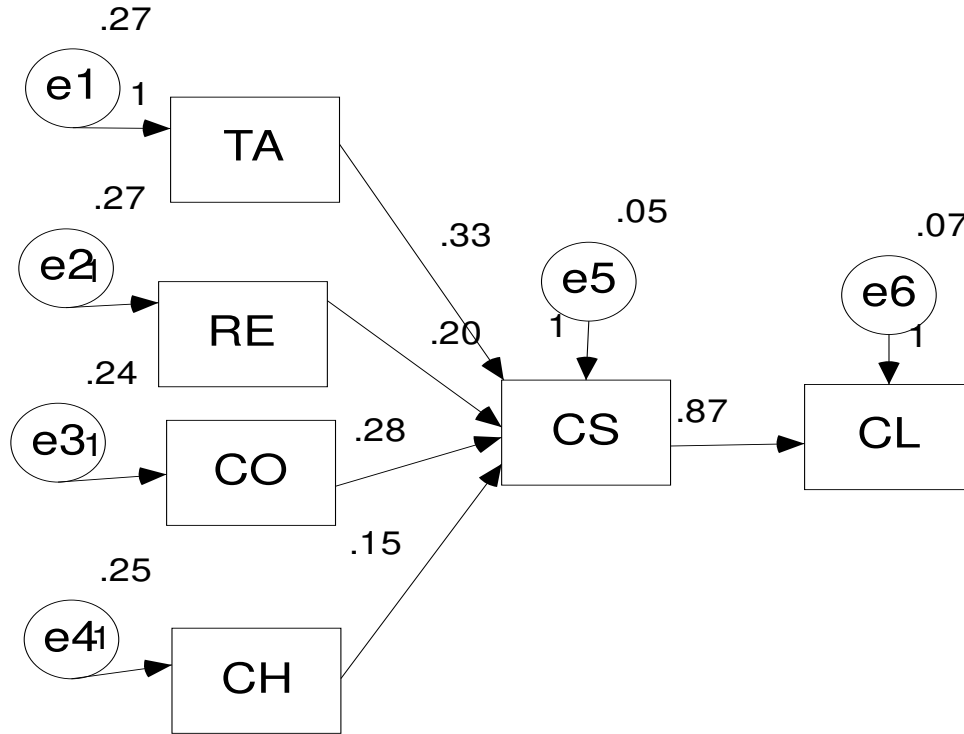 .27
e1
1
TA
.27
e2
1
RE
.33
.05
e5
1
.07
e6
1
.20
.24
e3
1
CO
.28
CS
.87
CL
.15
.25
e4
1
CH